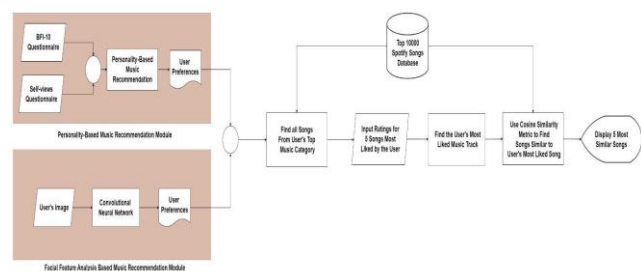 BFI-10
Questionnaire
Self-views
Questionnaire
Personality-Based
Music
Recommendation
User
Preferences
Personality-Based Music Recommendation Module
User's Image
Convolutional
Neural Network
User
Preferences
Facial Feature Analysis Based Music Recommendation Module
Top 10000
Spotify Songs
Database
Find all Songs
From User's Top
Music Category
Input Ratings for
5 Songs Most
Liked by the User
Find the User's Most
Liked Music Track
Use Cosine Similarity
Metric to Find
Songs Similar to
User's Most Liked Song
Display 5 Most
Similar Songs